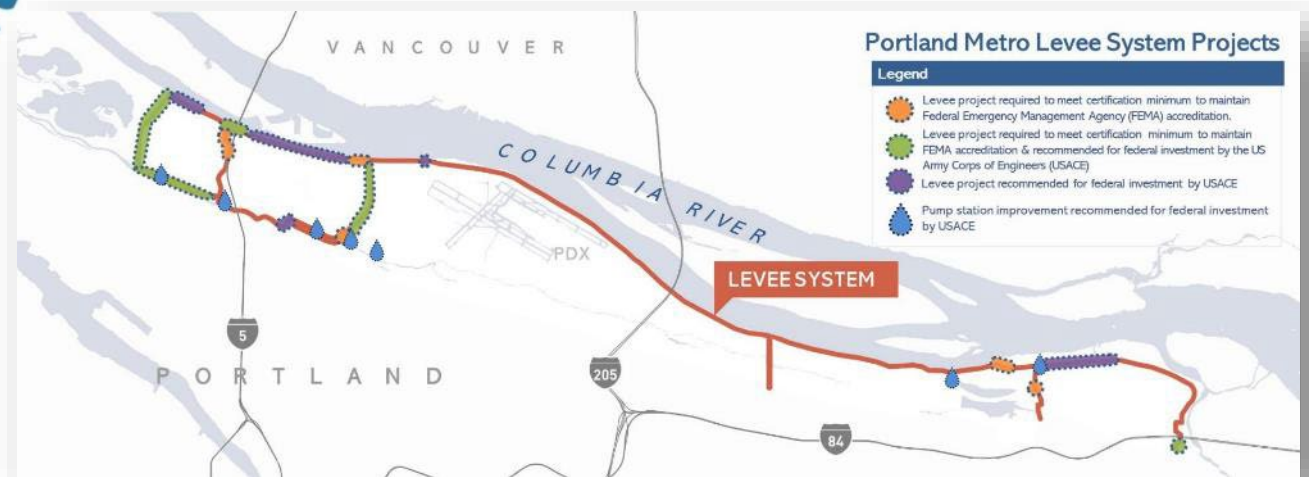 VANCOUVER
Portland Metro Levee System Projects
Legend
Levee project required to meet certification minimum to maintain
Federal Emergency Management Agency (FEMA) accreditation.
Levee project required to meet certification minimum to maintain
FEMA accreditation & recommended for federal investment by the US
Army Corps of Engineers (USACE)
Levee project recommended for federal investment by USACE
Pump station improvement recommended for federal investment
by USACE
COLUMBIA RIVER
PDX
LEVEE SYSTEM
5
PORTLAND
205
84